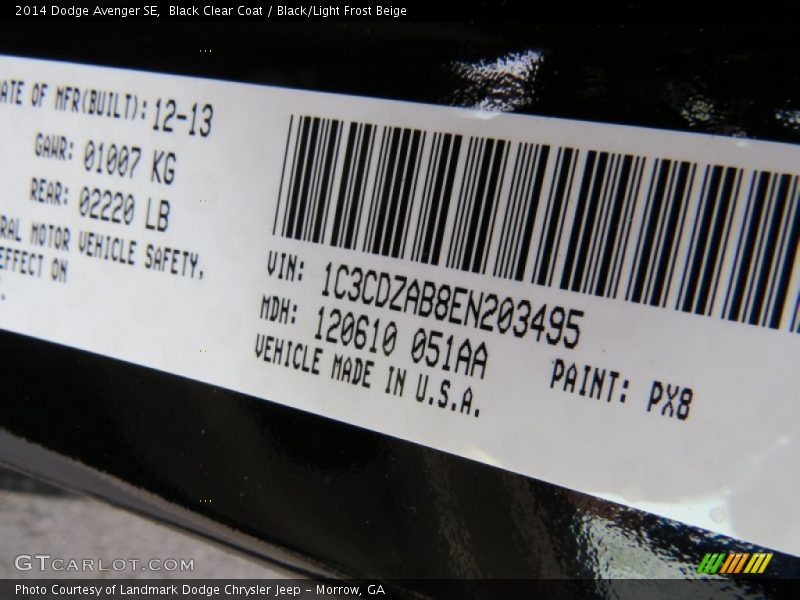 2014 Dodge Avenger SE,  Black Clear Coat / Black/Light Frost Beige
ATE OF MFR(BUILT): 12-13
GAWR: 01007 KG
REAR: 02220 LB
RAL MOTOR VEHICLE SAFETY,
EFFECT ON
VIN: 1C3CDZAB8EN203495
MDH: 120610 051AA
PAINT: PX8
VEHICLE MADE IN U.S.A.
GTCARLOT.COM
Photo Courtesy of Landmark Dodge Chrysler Jeep - Morrow, GA